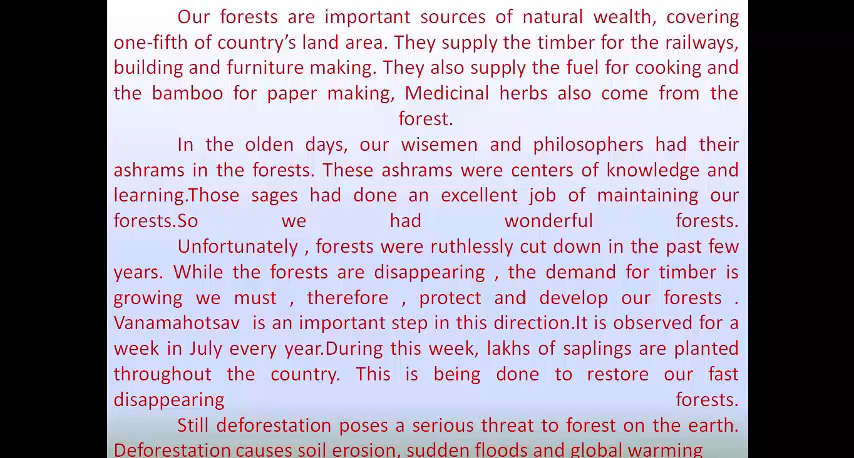 Our forests are important sources of natural wealth, covering
one-fifth of country's land area. They supply the timber for the railways,
building and furniture making. They also supply the fuel for cooking and
the bamboo for paper making, Medicinal herbs also come from the
forest.
In the olden days, our wisemen and philosophers had their
ashrams in the forests. These ashrams were centers of knowledge and
learning.Those sages had done an excellent job of maintaining our
forests.So we had wonderful forests.
Unfortunately , forests were ruthlessly cut down in the past few
years. While the forests are disappearing , the demand for timber is
growing we must , therefore , protect and develop our forests .
Vanamahotsav is an important step in this direction.It is observed for a
week in July every year.During this week, lakhs of saplings are planted
throughout the country. This is being done to restore our fast
disappearing forests.
Still deforestation poses a serious threat to forest on the earth.
Deforestation causes soil erosion, sudden floods and global warming